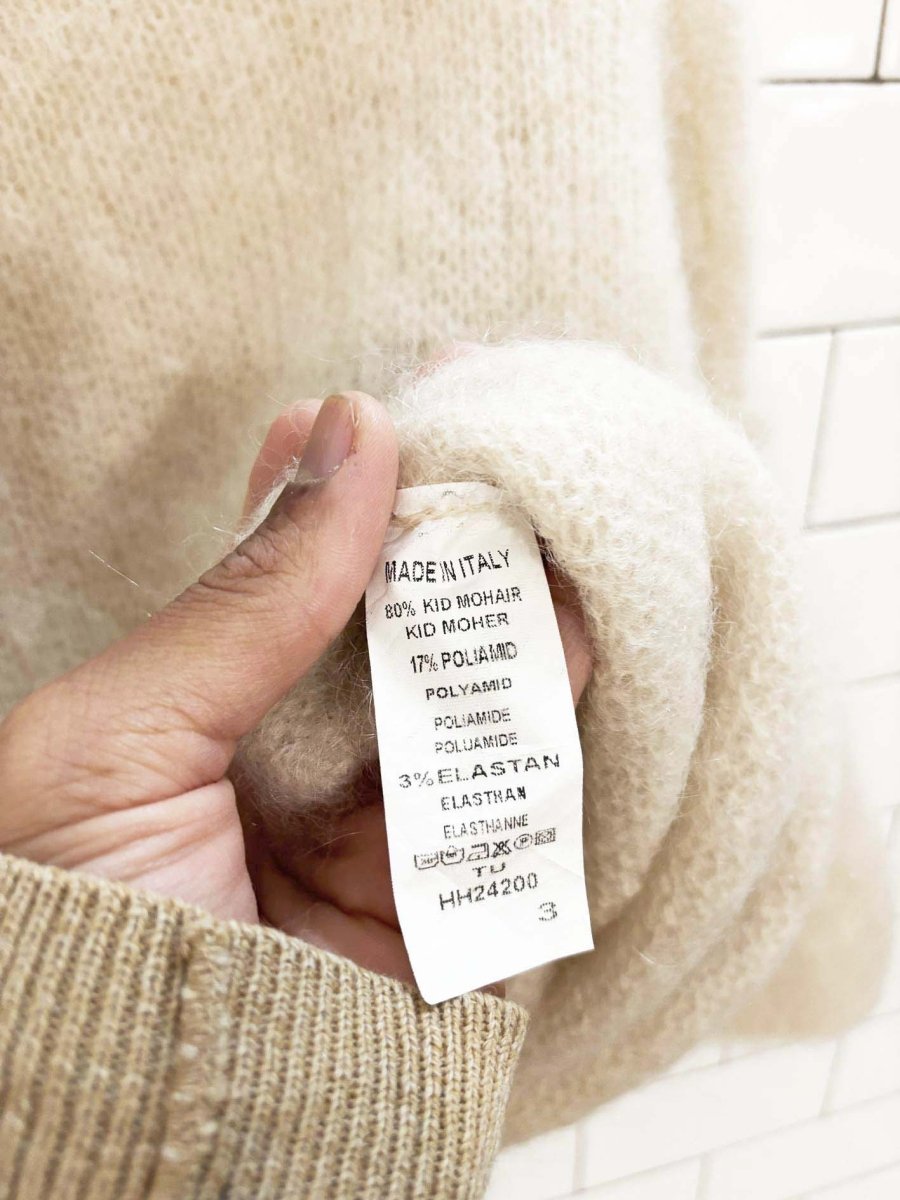 MADE IN ITALY
80% KID MOHAIR
KID MOHER
17% POLIAMID
POLYAMID
POLIAMIDE
POLUAMIDE
3% ELASTAN
ELASTHAN
ELASTHANNE
TU
HH24200
3